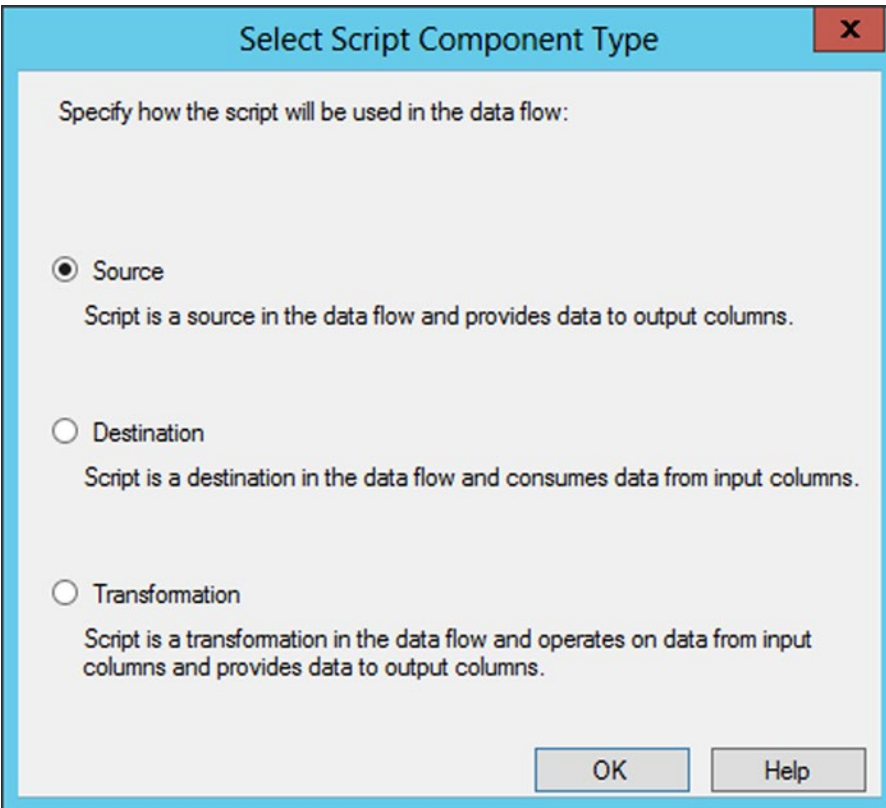 Select Script Component Type
x
Specify how the script will be used in the data flow:
Source
Script is a source in the data flow and provides data to output columns.
Destination
Script is a destination in the data flow and consumes data from input columns.
Transformation
Script is a transformation in the data flow and operates on data from input
columns and provides data to output columns.
OK
Help